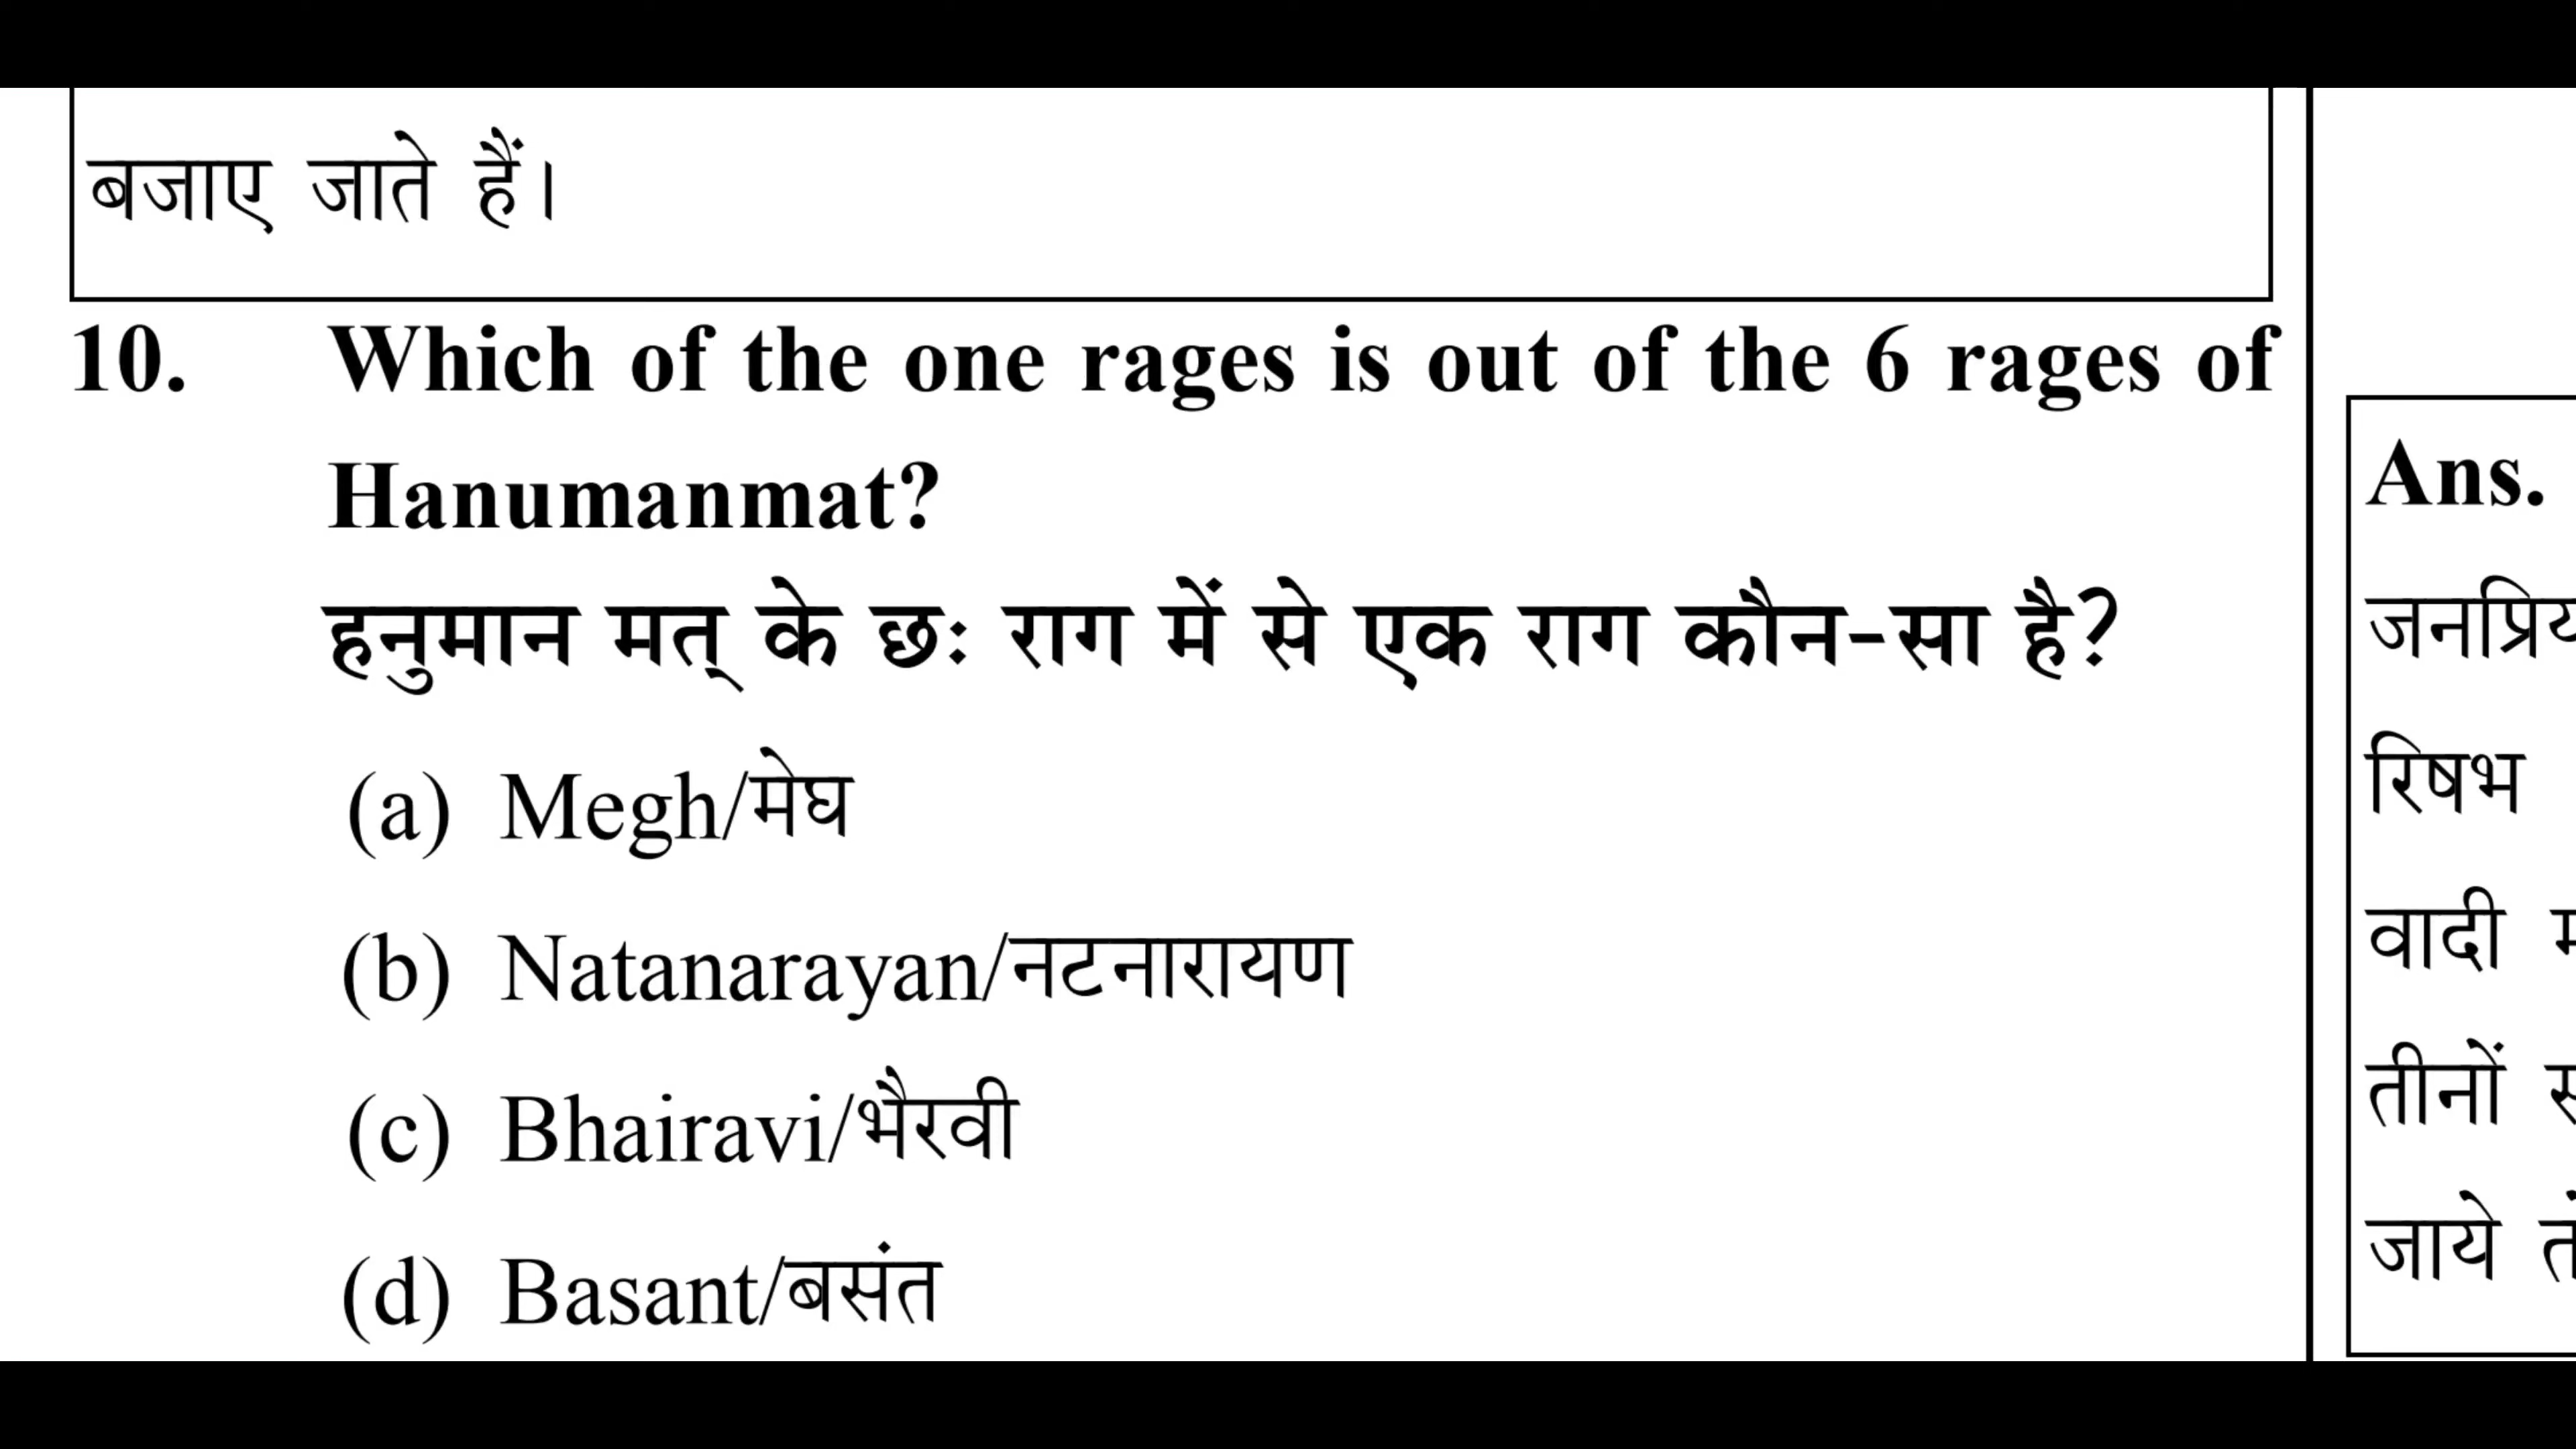 बजाए जाते हैं।
10. Which of the one rages is out of the 6 rages of
Hanumanmat?
हनुमान मत् के छः राग में से एक राग कौन-सा है?
(a) Megh/मेघ
(b) Natanarayan/नटनारायण
(c) Bhairavi/भैरवी
(d) Basant/बसंत
Ans.
रिषभ
वादी
तीनों
जाये